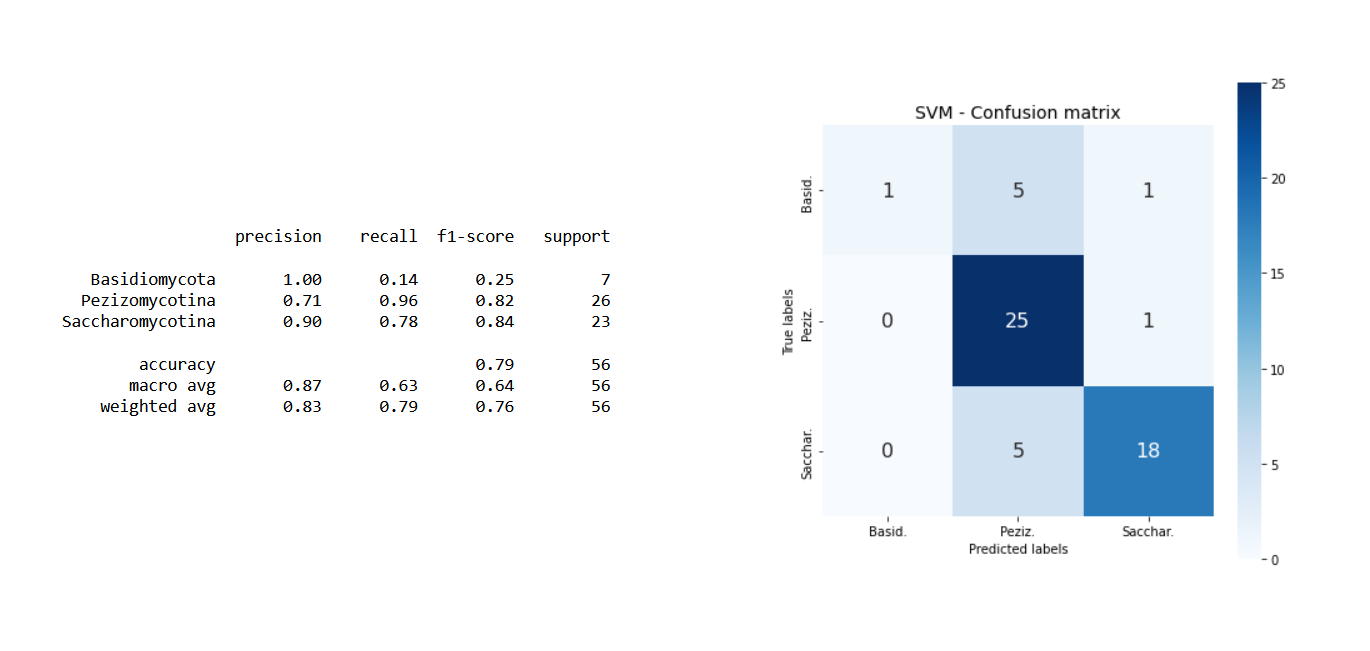 precision recall f1-score support
Basidiomycota 1.00 0.14 0.25 7
Pezizomycotina 0.71 0.96 0.82 26
Saccharomycotina 0.90 0.78 0.84 23
accuracy 0.79 56
macro avg 0.87 0.63 0.64 56
weighted avg 0.83 0.79 0.76 56
SVM - Confusion matrix
True labels
Basid. 1 5 1
Peziz. 0 25 1
Sacchar. 0 5 18
Basid. Peziz. Sacchar.
Predicted labels
25
20
15
10
5
0